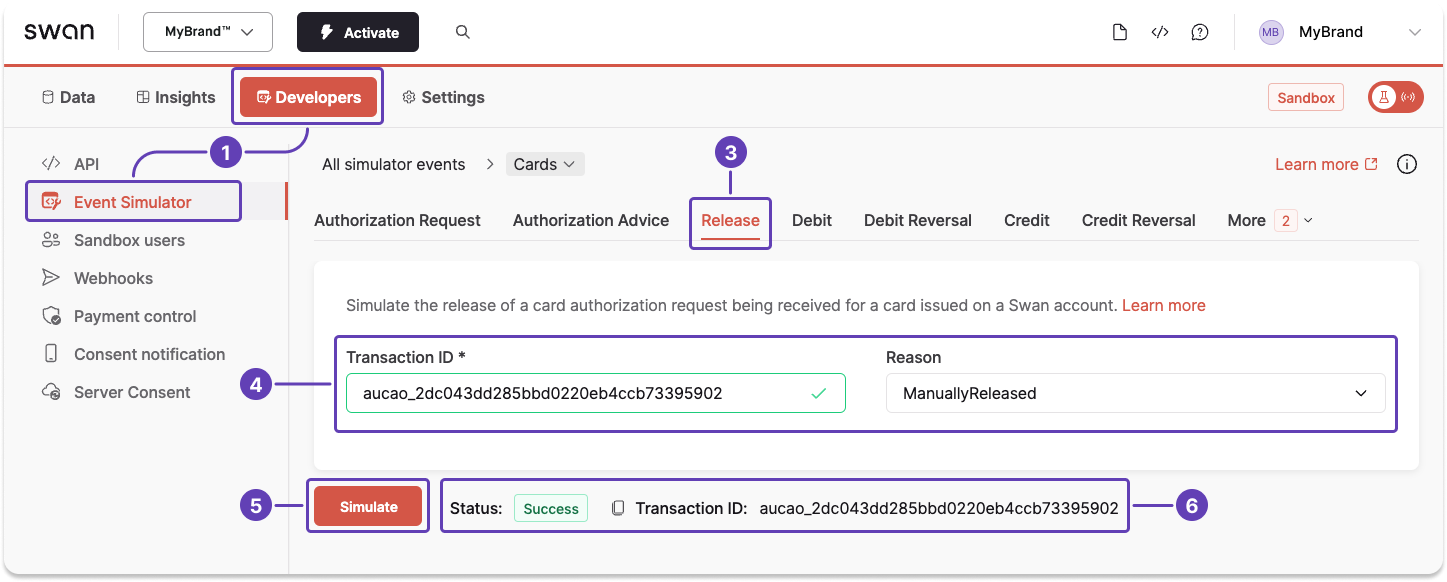 swan MyBrand™ Activate MB MyBrand
Data Insights Developers Settings Sandbox
1 3
API All simulator events Cards Learn more
Event Simulator
Authorization Request Authorization Advice Release Debit Debit Reversal Credit Credit Reversal More 2
Sandbox users
Webhooks
Payment control
Consent notification
Server Consent
Simulate the release of a card authorization request being received for a card issued on a Swan account. Learn more
Transaction ID * Reason
4 aucao_2dc043dd285bbd0220eb4ccb73395902 ManuallyReleased
5 Simulate Status: Success Transaction ID: aucao_2dc043dd285bbd0220eb4ccb73395902 6